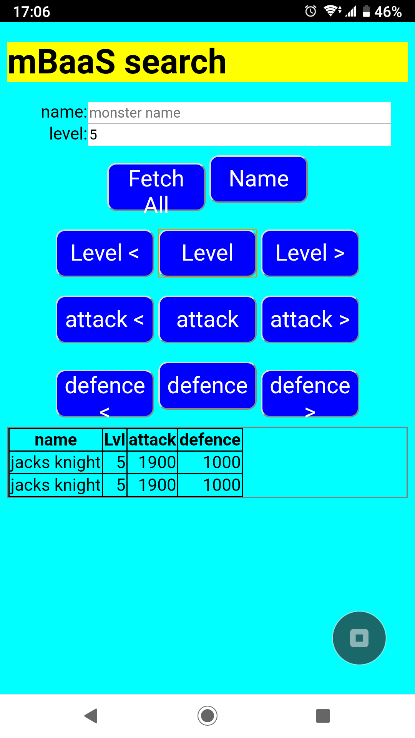 17:06 46%
mBaaS search
name: monster name
level: 5
Fetch All Name
Level < Level Level >
attack < attack attack >
defence < defence defence >
name Lvl attack defence
jacks knight 5 1900 1000
jacks knight 5 1900 1000